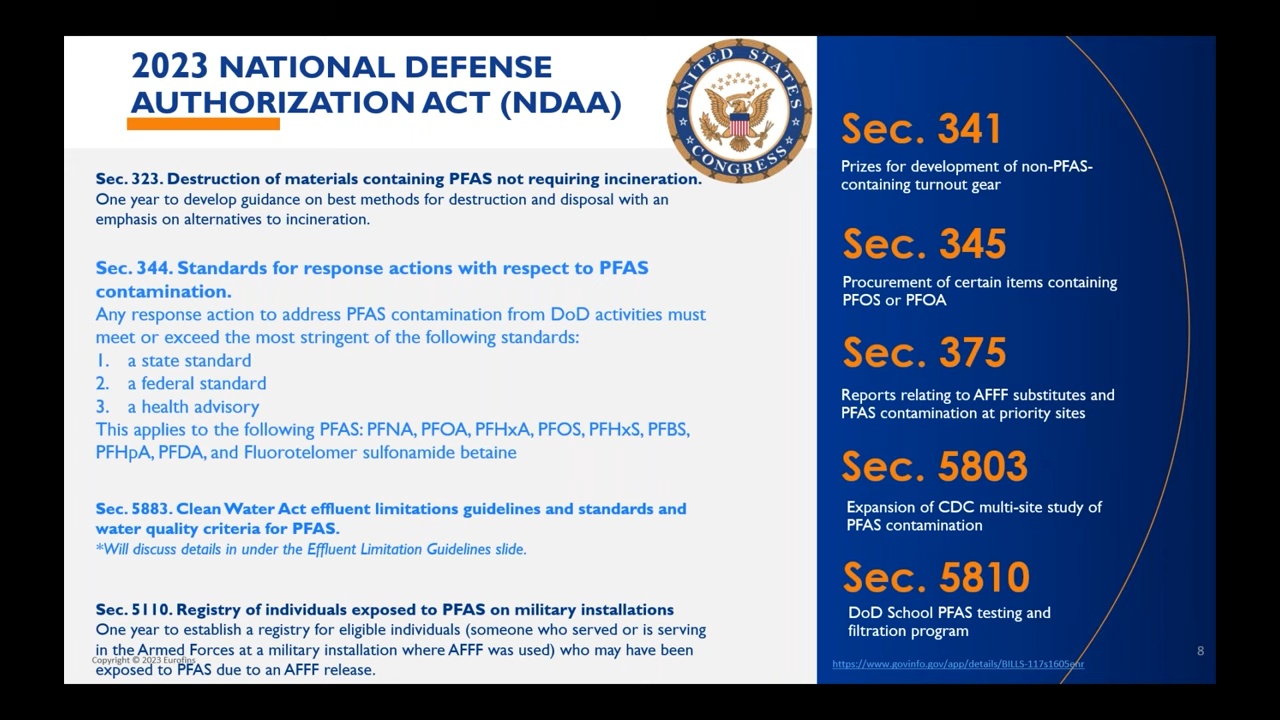 2023 NATIONAL DEFENSE
AUTHORIZATION ACT (NDAA)
UNITED STATES
CONGRESS
Sec. 323. Destruction of materials containing PFAS not requiring incineration.
One year to develop guidance on best methods for destruction and disposal with an
emphasis on alternatives to incineration.
Sec. 344. Standards for response actions with respect to PFAS
contamination.
Any response action to address PFAS contamination from DoD activities must
meet or exceed the most stringent of the following standards:
1. a state standard
2. a federal standard
3. a health advisory
This applies to the following PFAS: PFNA, PFOA, PFHxA, PFOS, PFHxS, PFBS,
PFHpA, PFDA, and Fluorotelomer sulfonamide betaine
Sec. 5883. Clean Water Act effluent limitations guidelines and standards and
water quality criteria for PFAS.
*Will discuss details in under the Effluent Limitation Guidelines slide.
Sec. 5110. Registry of individuals exposed to PFAS on military installations
One year to establish a registry for eligible individuals (someone who served or is serving
in the Armed Forces at a military installation where AFFF was used) who may have been
exposed to PFAS due to an AFFF release.
Copyright © 2023 Eurofins
Sec. 341
Prizes for development of non-PFAS-
containing turnout gear
Sec. 345
Procurement of certain items containing
PFOS or PFOA
Sec. 375
Reports relating to AFFF substitutes and
PFAS contamination at priority sites
Sec. 5803
Expansion of CDC multi-site study of
PFAS contamination
Sec. 5810
DoD School PFAS testing and
filtration program
https://www.govinfo.gov/app/details/BILLS-117s1605enr
8